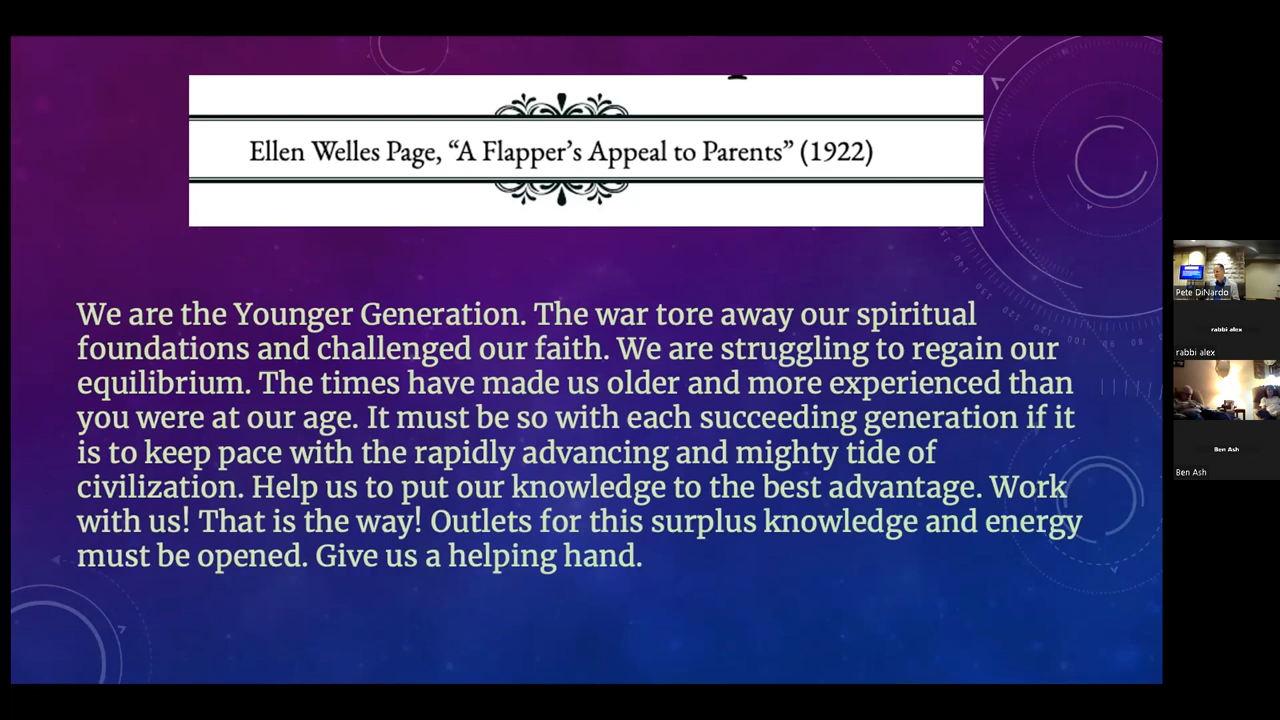 Ellen Welles Page, “A Flapper’s Appeal to Parents” (1922)
We are the Younger Generation. The war tore away our spiritual
foundations and challenged our faith. We are struggling to regain our
equilibrium. The times have made us older and more experienced than
you were at our age. It must be so with each succeeding generation if it
is to keep pace with the rapidly advancing and mighty tide of
civilization. Help us to put our knowledge to the best advantage. Work
with us! That is the way! Outlets for this surplus knowledge and energy
must be opened. Give us a helping hand.
Pete DiNardo
rabbi alex
rabbi alex
Ben Ash
Ben Ash